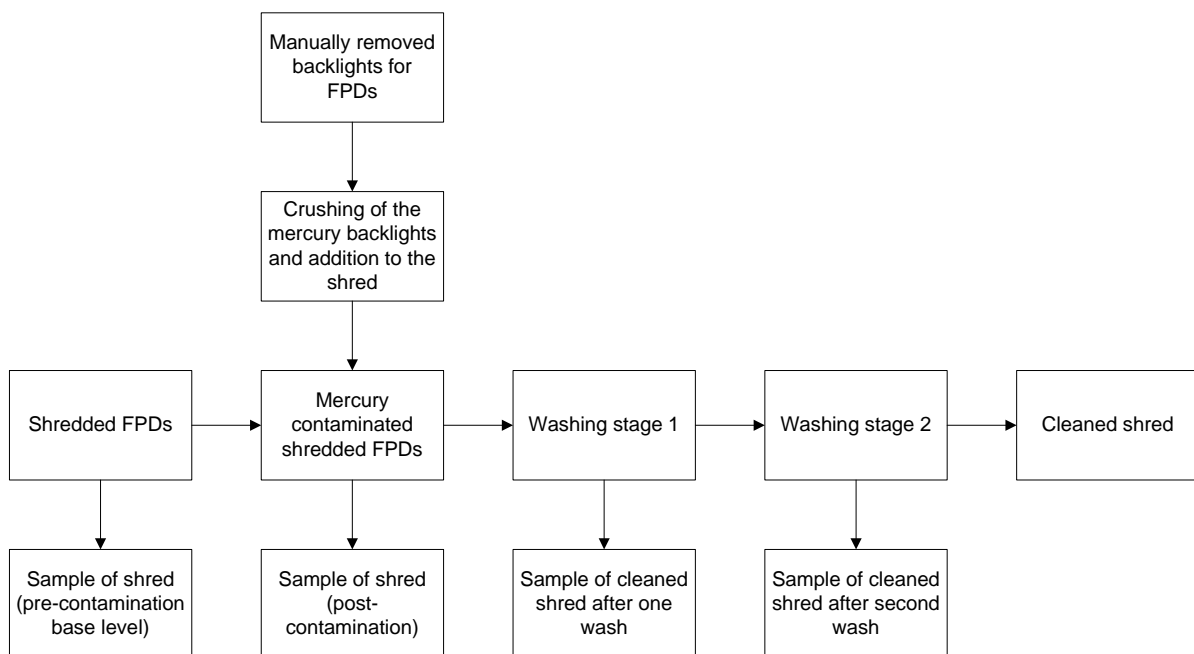 Manually removed
backlights for
FPDs
Crushing of the
mercury backlights
and addition to the
shred
Shredded FPDs
Mercury
contaminated
shredded FPDs
Washing stage 1
Washing stage 2
Cleaned shred
Sample of shred
(pre-contamination
base level)
Sample of shred
(post-
contamination)
Sample of cleaned
shred after one
wash
Sample of cleaned
shred after second
wash